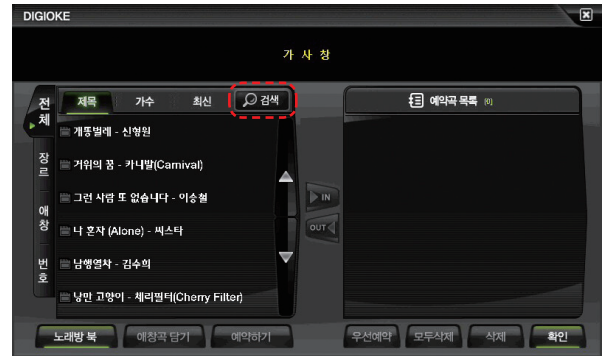 DIGIOKE
가 사 창
제목 가수 최신 검색
예약곡 목록 (0)
전체
장르
애창
번호
개똥벌레 - 신형원
거위의 꿈 - 카니발(Carnival)
그런 사람 또 없습니다 - 이승철
나 혼자 (Alone) - 씨스타
남행열차 - 김수희
낭만 고양이 - 체리필터(Cherry Filter)
IN
OUT
노래방 북 애창곡 담기 예약하기 우선예약 모두삭제 삭제 확인